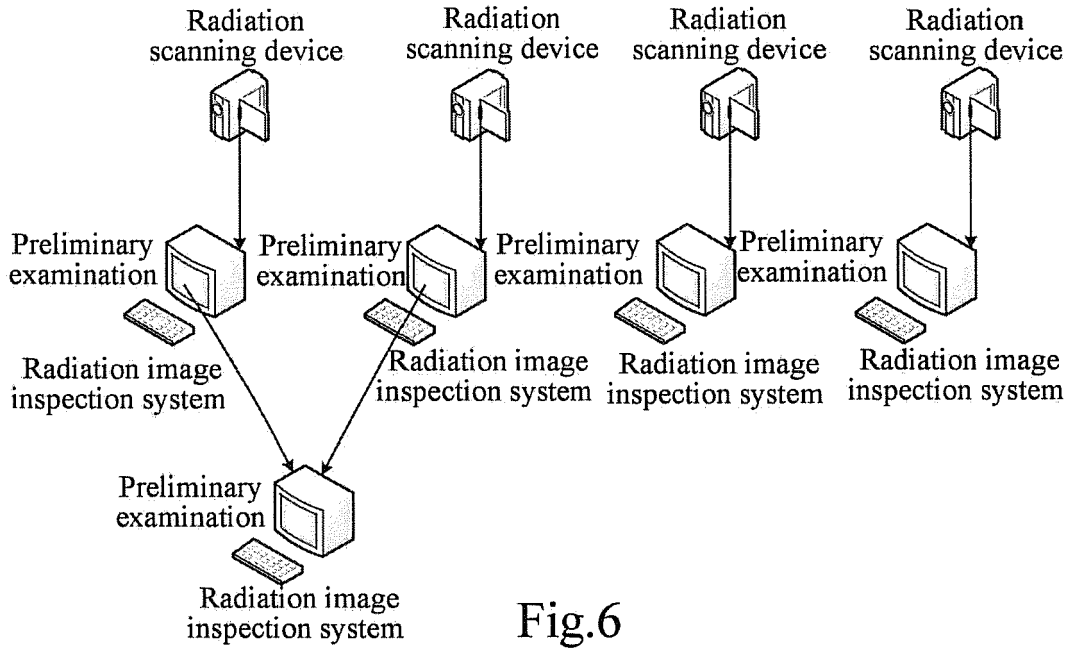 Radiation
scanning device
Radiation
scanning device
Radiation
scanning device
Radiation
scanning device
Preliminary
examination
Preliminary
examination
Preliminary
examination
Preliminary
examination
Radiation image
inspection system
Radiation image
inspection system
Radiation image
inspection system
Radiation image
inspection system
Preliminary
examination
Radiation image
inspection system
Fig.6